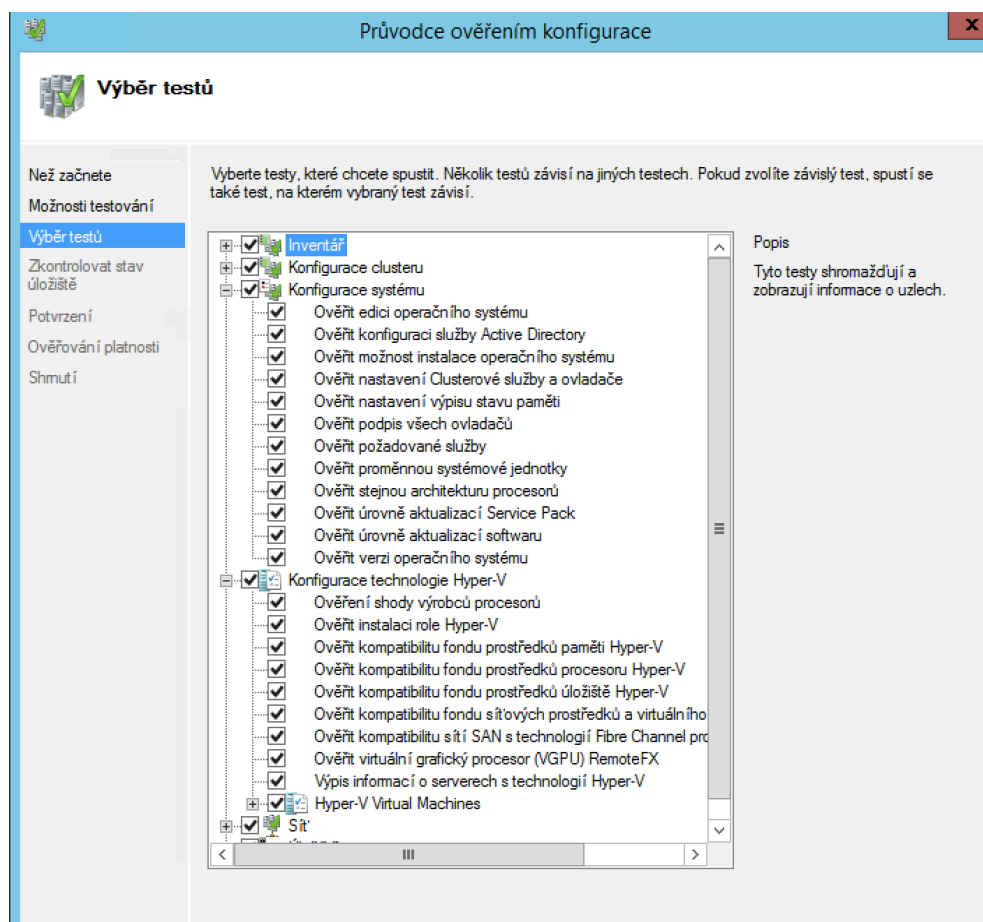 Průvodce ověřením konfigurace
x
Výběr testů
Než začnete
Možnosti testování
Výběr testů
Zkontrolovat stav
úložiště
Potvrzení
Ověřování platnosti
Shrnutí
Vyberte testy, které chcete spustit. Několik testů závisí na jiných testech. Pokud zvolíte závislý test, spustí se
také test, na kterém vybraný test závisí.
Inventář
Konfigurace clusteru
Konfigurace systému
Ověřit edici operačního systému
Ověřit konfiguraci služby Active Directory
Ověřit možnost instalace operačního systému
Ověřit nastavení Clusterové služby a ovladače
Ověřit nastavení výpisu stavu paměti
Ověřit podpis všech ovladačů
Ověřit požadované služby
Ověřit proměnnou systémové jednotky
Ověřit stejnou architekturu procesorů
Ověřit úrovně aktualizací Service Pack
Ověřit úrovně aktualizací softwaru
Ověřit verzi operačního systému
Konfigurace technologie Hyper-V
Ověření shody výrobců procesorů
Ověřit instalaci role Hyper-V
Ověřit kompatibilitu fondu prostředků paměti Hyper-V
Ověřit kompatibilitu fondu prostředků procesoru Hyper-V
Ověřit kompatibilitu fondu prostředků úložiště Hyper-V
Ověřit kompatibilitu fondu síťových prostředků a virtuálního
Ověřit kompatibilitu sítí SAN s technologií Fibre Channel pro
Ověřit virtuální grafický procesor (VGPU) RemoteFX
Výpis informací o serverech s technologií Hyper-V
Hyper-V Virtual Machines
Síť
Popis
Tyto testy shromažďují a
zobrazují informace o uzlech.